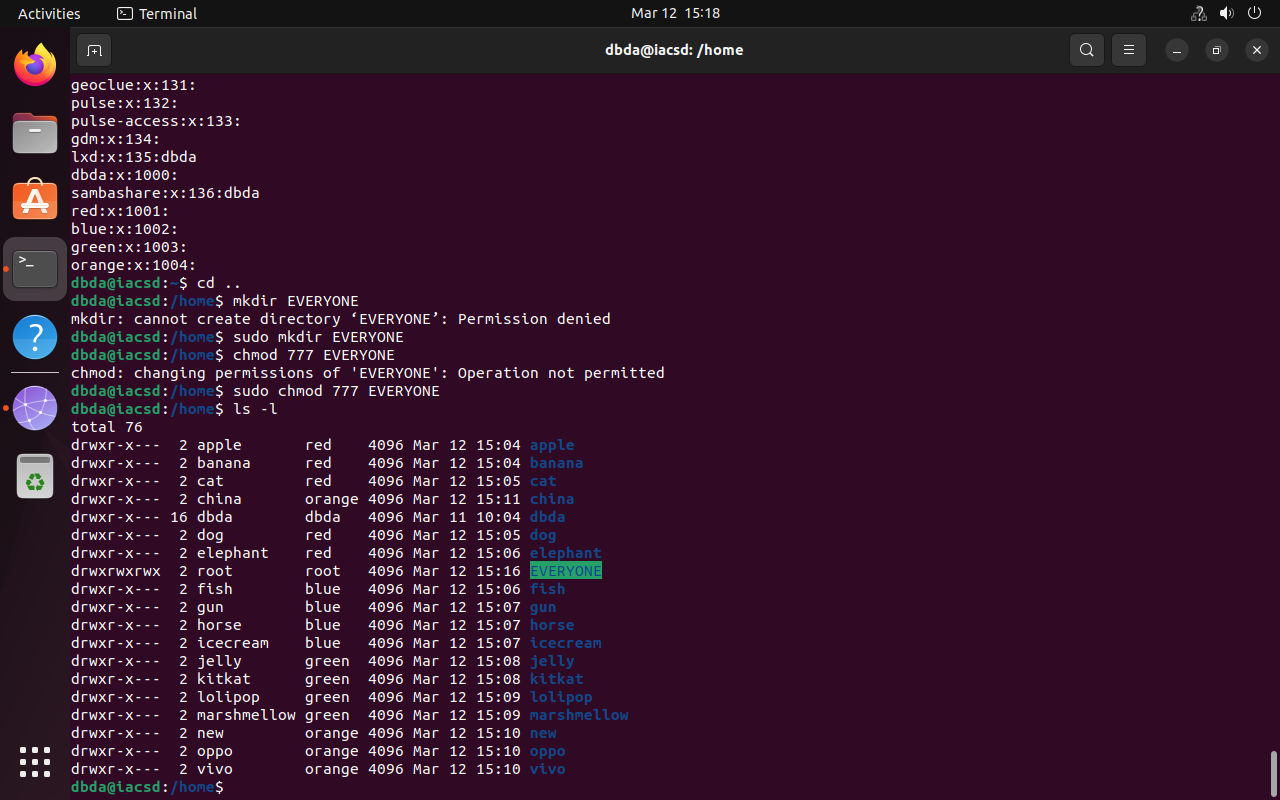 Activities Terminal Mar 12 15:18
dbda@iacsd: /home
geoclue:x:131:
pulse:x:132:
pulse-access:x:133:
gdm:x:134:
lxd:x:135:dbda
dbda:x:1000:
sambashare:x:136:dbda
red:x:1001:
blue:x:1002:
green:x:1003:
orange:x:1004:
dbda@iacsd:~$ cd ..
dbda@iacsd:/home$ mkdir EVERYONE
mkdir: cannot create directory ‘EVERYONE’: Permission denied
dbda@iacsd:/home$ sudo mkdir EVERYONE
dbda@iacsd:/home$ chmod 777 EVERYONE
chmod: changing permissions of 'EVERYONE': Operation not permitted
dbda@iacsd:/home$ sudo chmod 777 EVERYONE
dbda@iacsd:/home$ ls -l
total 76
drwxr-x---  2 apple       red    4096 Mar 12 15:04 apple
drwxr-x---  2 banana      red    4096 Mar 12 15:04 banana
drwxr-x---  2 cat         red    4096 Mar 12 15:05 cat
drwxr-x---  2 china       orange 4096 Mar 12 15:11 china
drwxr-x--- 16 dbda        dbda   4096 Mar 11 10:04 dbda
drwxr-x---  2 dog         red    4096 Mar 12 15:05 dog
drwxr-x---  2 elephant    red    4096 Mar 12 15:06 elephant
drwxrwxrwx  2 root        root   4096 Mar 12 15:16 EVERYONE
drwxr-x---  2 fish        blue   4096 Mar 12 15:06 fish
drwxr-x---  2 gun         blue   4096 Mar 12 15:07 gun
drwxr-x---  2 horse       blue   4096 Mar 12 15:07 horse
drwxr-x---  2 icecream    blue   4096 Mar 12 15:07 icecream
drwxr-x---  2 jelly       green  4096 Mar 12 15:08 jelly
drwxr-x---  2 kitkat      green  4096 Mar 12 15:08 kitkat
drwxr-x---  2 lolipop     green  4096 Mar 12 15:09 lolipop
drwxr-x---  2 marshmellow green  4096 Mar 12 15:09 marshmellow
drwxr-x---  2 new         orange 4096 Mar 12 15:10 new
drwxr-x---  2 oppo        orange 4096 Mar 12 15:10 oppo
drwxr-x---  2 vivo        orange 4096 Mar 12 15:10 vivo
dbda@iacsd:/home$